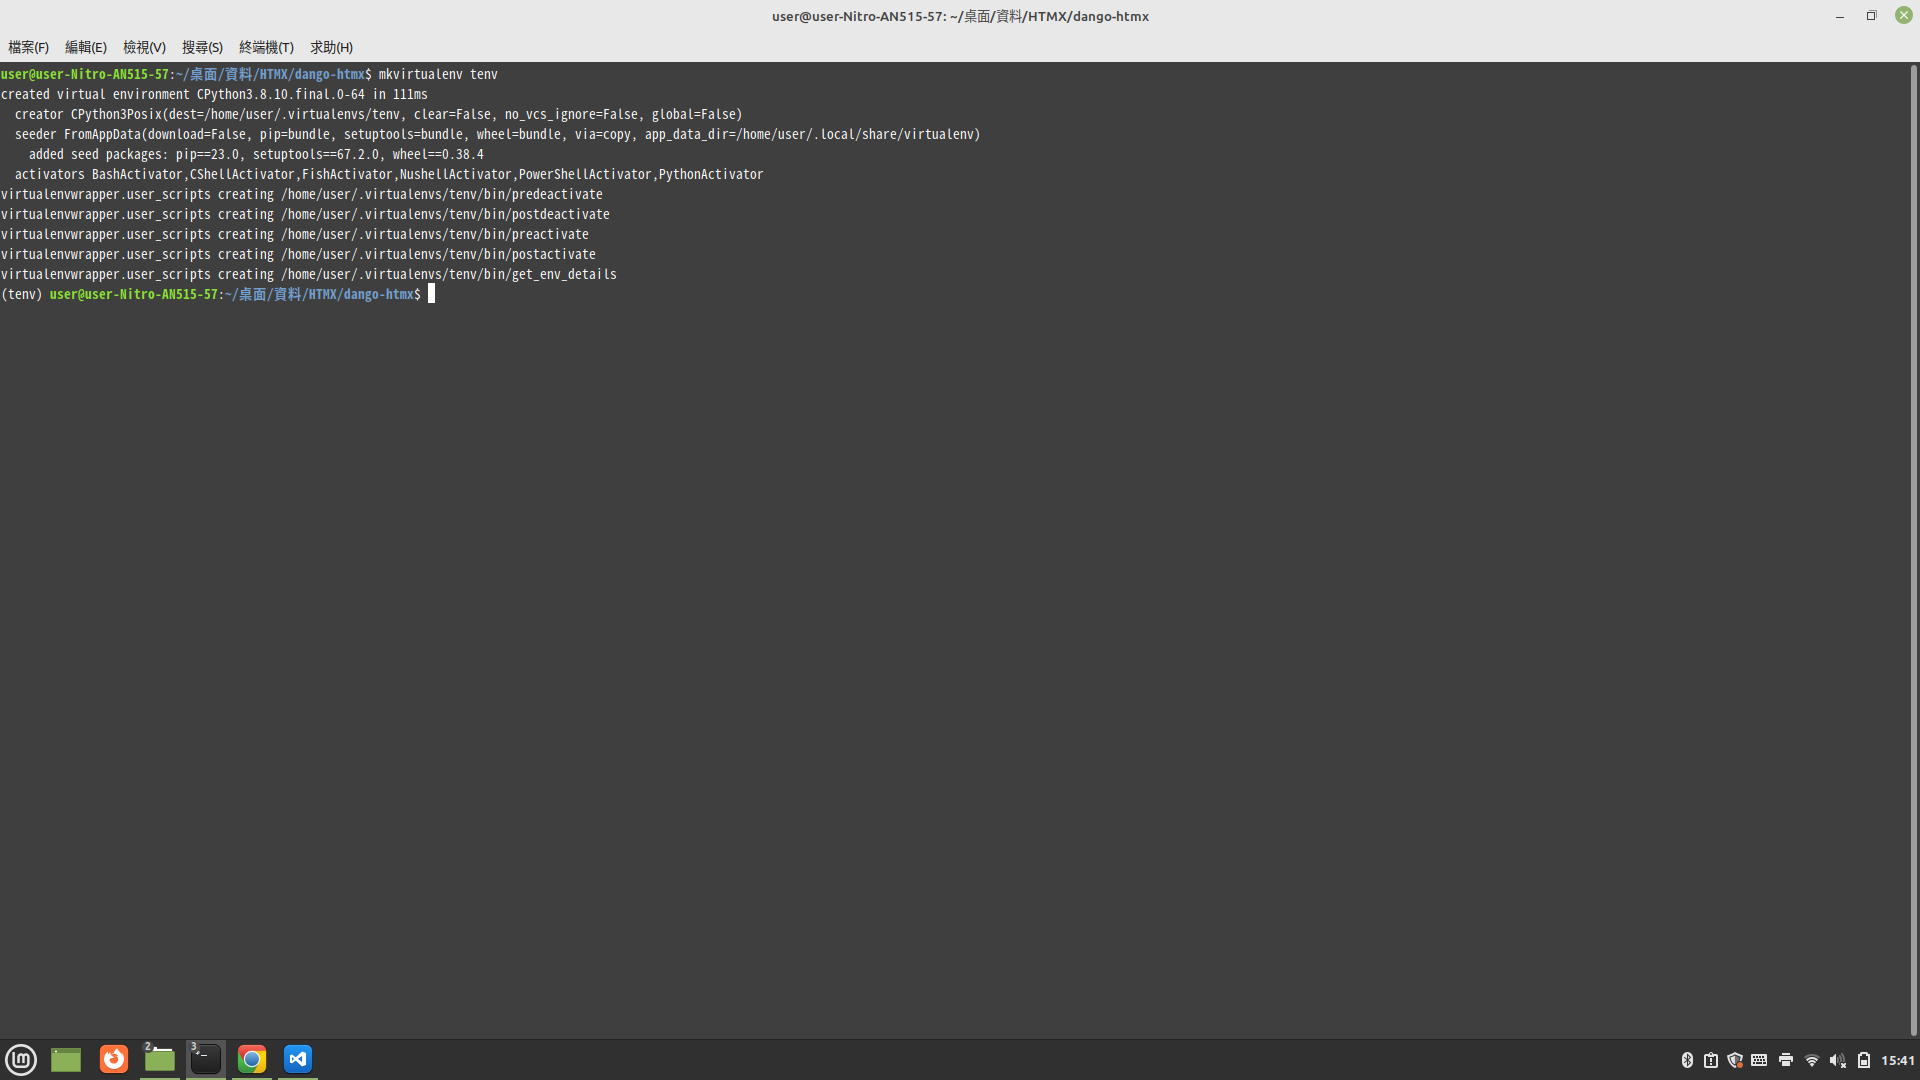 user@user-Nitro-AN515-57: ~/桌面/資料/HTMX/dango-htmx
檔案(F) 編輯(E) 檢視(V) 搜尋(S) 終端機(T) 求助(H)
user@user-Nitro-AN515-57:~/桌面/資料/HTMX/dango-htmx$ mkvirtualenv tenv
created virtual environment CPython3.8.10.final.0-64 in 111ms
  creator CPython3Posix(dest=/home/user/.virtualenvs/tenv, clear=False, no_vcs_ignore=False, global=False)
  seeder FromAppData(download=False, pip=bundle, setuptools=bundle, wheel=bundle, via=copy, app_data_dir=/home/user/.local/share/virtualenv)
    added seed packages: pip==23.0, setuptools==67.2.0, wheel==0.38.4
  activators BashActivator,CShellActivator,FishActivator,NushellActivator,PowerShellActivator,PythonActivator
virtualenvwrapper.user_scripts creating /home/user/.virtualenvs/tenv/bin/predeactivate
virtualenvwrapper.user_scripts creating /home/user/.virtualenvs/tenv/bin/postdeactivate
virtualenvwrapper.user_scripts creating /home/user/.virtualenvs/tenv/bin/preactivate
virtualenvwrapper.user_scripts creating /home/user/.virtualenvs/tenv/bin/postactivate
virtualenvwrapper.user_scripts creating /home/user/.virtualenvs/tenv/bin/get_env_details
(tenv) user@user-Nitro-AN515-57:~/桌面/資料/HTMX/dango-htmx$
2 3 15:41